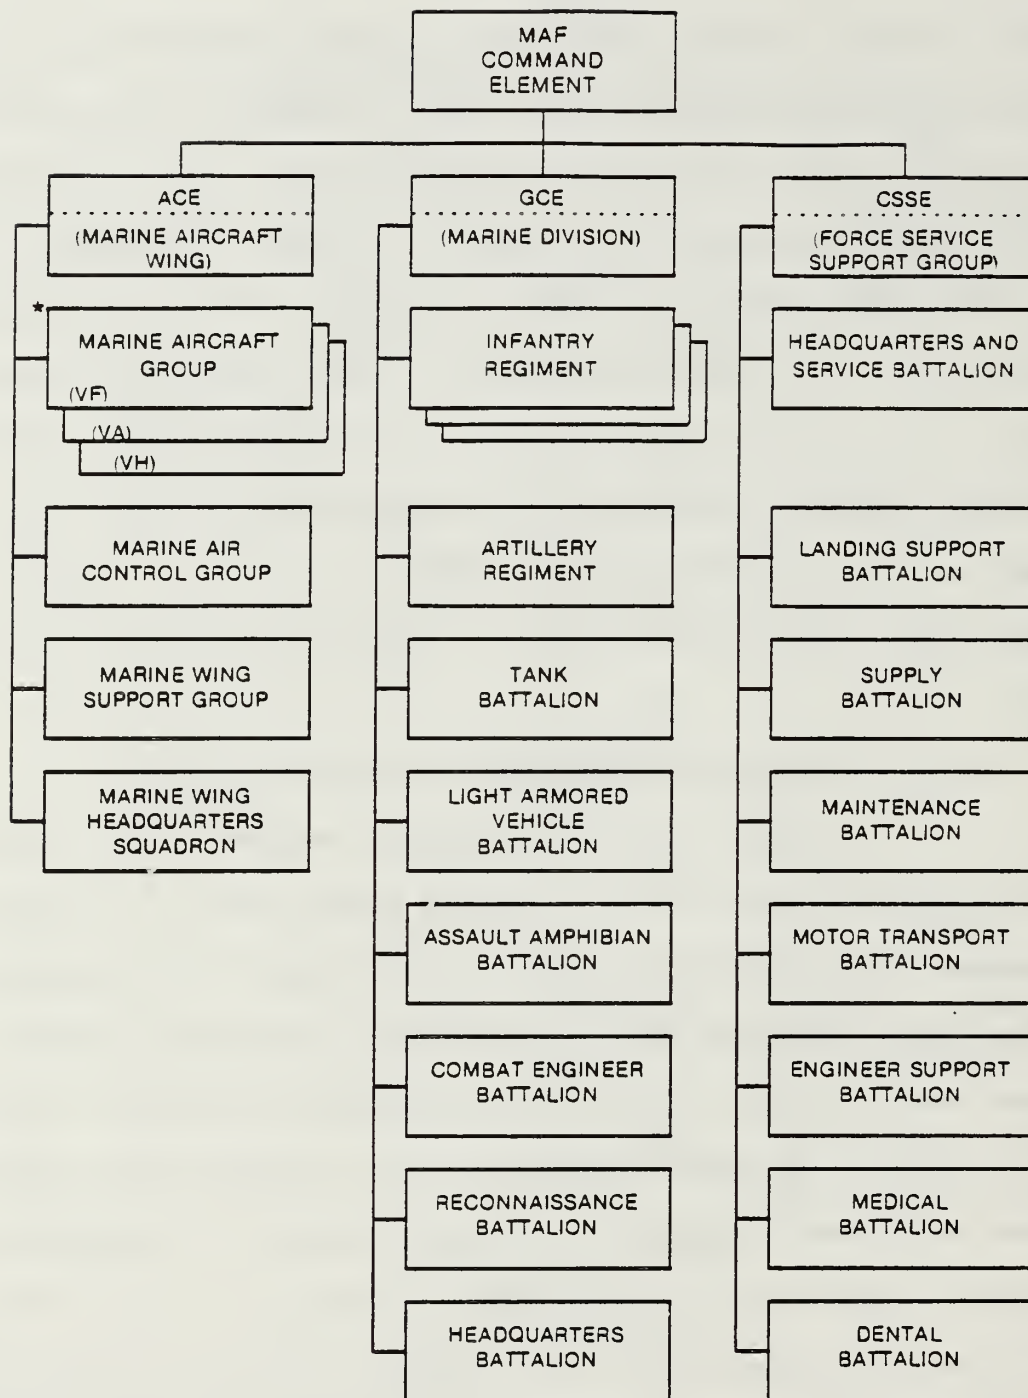 MAF
COMMAND
ELEMENT
ACE
(MARINE AIRCRAFT
WING)
*
MARINE AIRCRAFT
GROUP
(VF)
(VA)
(VH)
MARINE AIR
CONTROL GROUP
MARINE WING
SUPPORT GROUP
MARINE WING
HEADQUARTERS
SQUADRON
GCE
(MARINE DIVISION)
INFANTRY
REGIMENT
ARTILLERY
REGIMENT
TANK
BATTALION
LIGHT ARMORED
VEHICLE
BATTALION
ASSAULT AMPHIBIAN
BATTALION
COMBAT ENGINEER
BATTALION
RECONNAISSANCE
BATTALION
HEADQUARTERS
BATTALION
CSSE
(FORCE SERVICE
SUPPORT GROUP)
HEADQUARTERS AND
SERVICE BATTALION
LANDING SUPPORT
BATTALION
SUPPLY
BATTALION
MAINTENANCE
BATTALION
MOTOR TRANSPORT
BATTALION
ENGINEER SUPPORT
BATTALION
MEDICAL
BATTALION
DENTAL
BATTALION